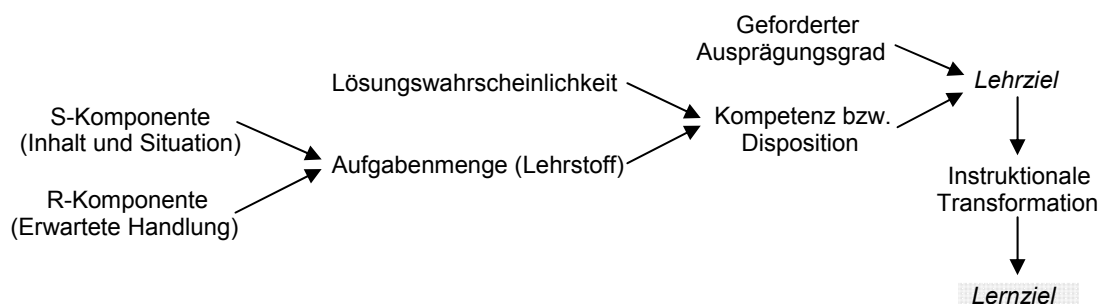 Geforderter
Ausprägungsgrad
Lehrziel
Lösungswahrscheinlichkeit
S-Komponente
(Inhalt und Situation)
Kompetenz bzw.
Disposition
Aufgabenmenge (Lehrstoff)
R-Komponente
(Erwartete Handlung)
Instruktionale
Transformation
Lernziel